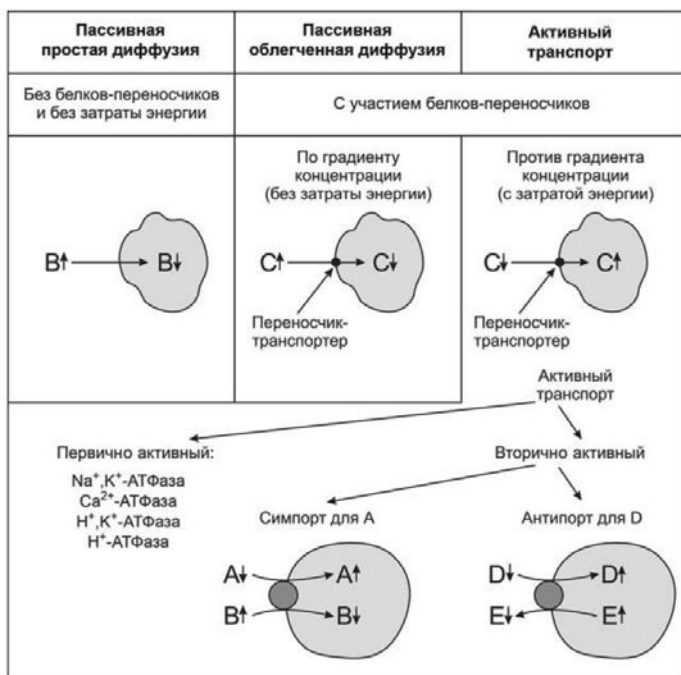 Пассивная
простая диффузия
Пассивная
облегченная диффузия
Активный
транспорт
Без белков-переносчиков
и без затраты энергии
С участием белков-переносчиков
По градиенту
концентрации
(без затраты энергии)
Против градиента
концентрации
(с затратой энергии)
B↑ B↓
C↑ C↓
C↓ C↑
Переносчик-
транспортер
Переносчик-
транспортер
Активный
транспорт
Первично активный:
Na⁺,K⁺-АТФаза
Ca²⁺-АТФаза
H⁺,K⁺-АТФаза
H⁺-АТФаза
Вторично активный
Симпорт для A
Антипорт для D
A↓ A↑
B↑ B↓
D↓ D↑
E↓ E↑